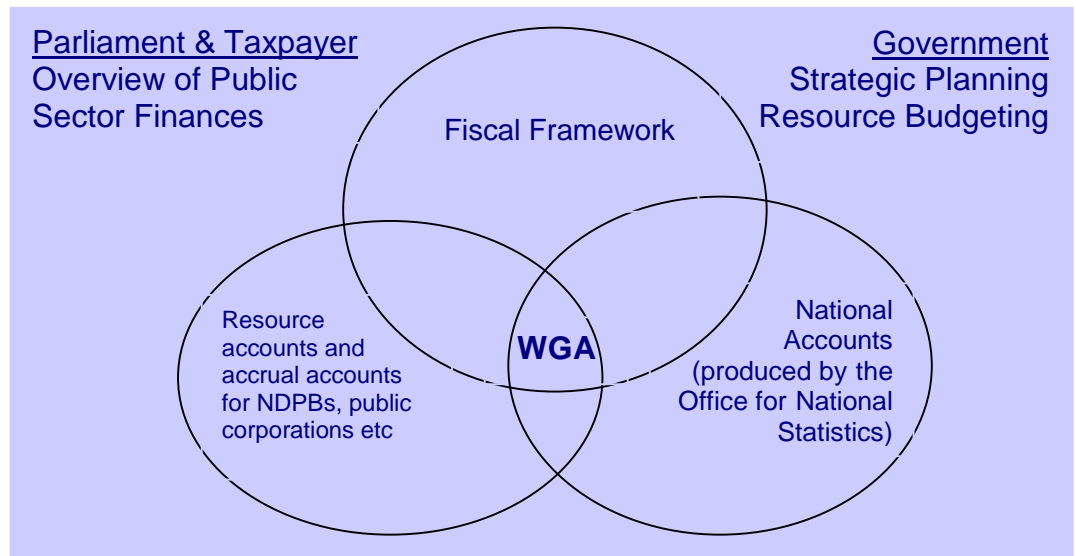 Parliament & Taxpayer
Overview of Public
Sector Finances
Government
Strategic Planning
Resource Budgeting
Fiscal Framework
Resource
accounts and
accrual accounts
for NDPBs, public
corporations etc
WGA
National
Accounts
(produced by the
Office for National
Statistics)